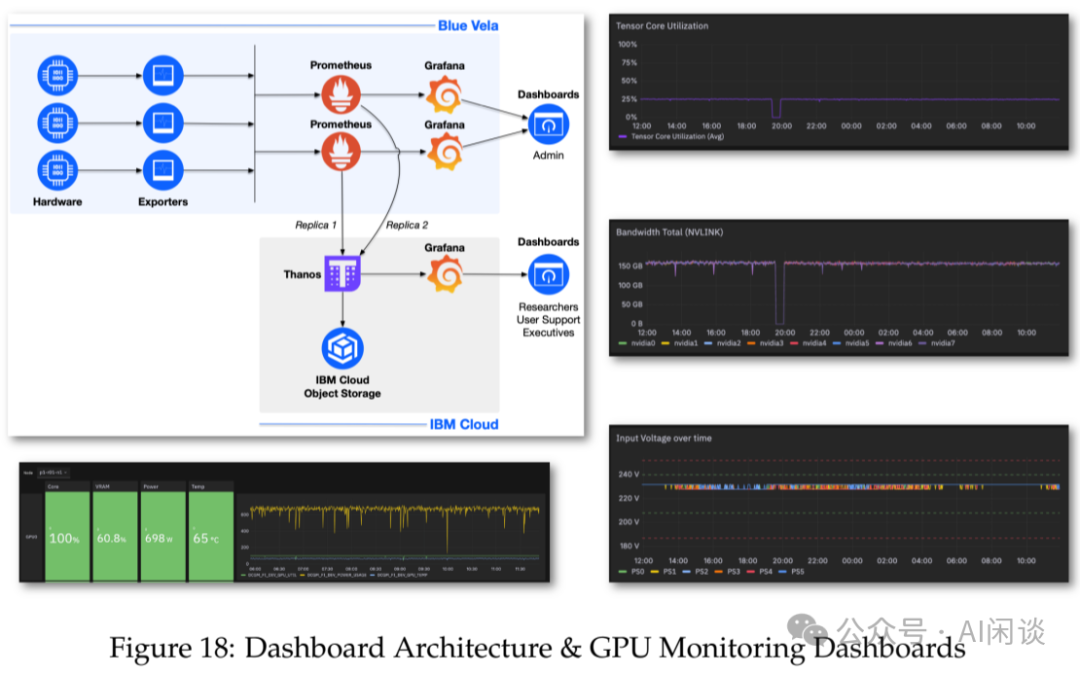 Blue Vela
Prometheus
Grafana
Dashboards
Prometheus
Grafana
Admin
Hardware
Exporters
Replica 1
Replica 2
Grafana
Dashboards
Thanos
Researchers
User Support
Executives
IBM Cloud
Object Storage
IBM Cloud
Tensor Core Utilization
100%
75%
50%
25%
0%
12:00 14:00 16:00 18:00 20:00 22:00 00:00 02:00 04:00 06:00 08:00 10:00
Tensor Core Utilization (Avg)
Bandwidth Total (NVLINK)
150 GB
100 GB
50 GB
0 B
12:00 14:00 16:00 18:00 20:00 22:00 00:00 02:00 04:00 06:00 08:00 10:00
nvidia0 nvidia1 nvidia2 nvidia3 nvidia4 nvidia5 nvidia6 nvidia7
Input Voltage over time
240 V
220 V
200 V
180 V
12:00 14:00 16:00 18:00 20:00 22:00 00:00 02:00 04:00 06:00 08:00 10:00
PS0 PS1 PS2 PS3 PS4 PS5
Core VRAM Power Temp
100% 60.8% 698 W 65 °C
600
400
200
0
公众号 · AI闲谈
Figure 18: Dashboard Architecture & GPU Monitoring Dashboards